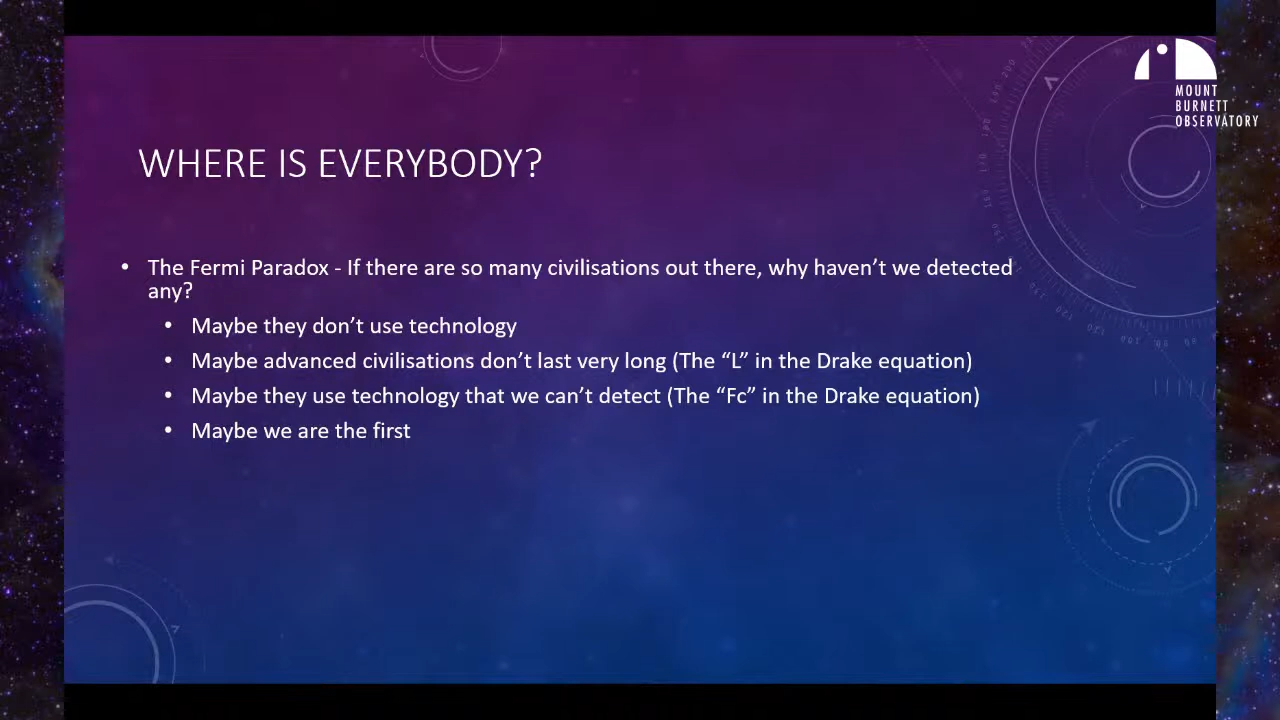 MOUNT
BURNETT
OBSERVATORY
WHERE IS EVERYBODY?
• The Fermi Paradox - If there are so many civilisations out there, why haven’t we detected
any?
• Maybe they don’t use technology
• Maybe advanced civilisations don’t last very long (The “L” in the Drake equation)
• Maybe they use technology that we can’t detect (The “Fc” in the Drake equation)
• Maybe we are the first